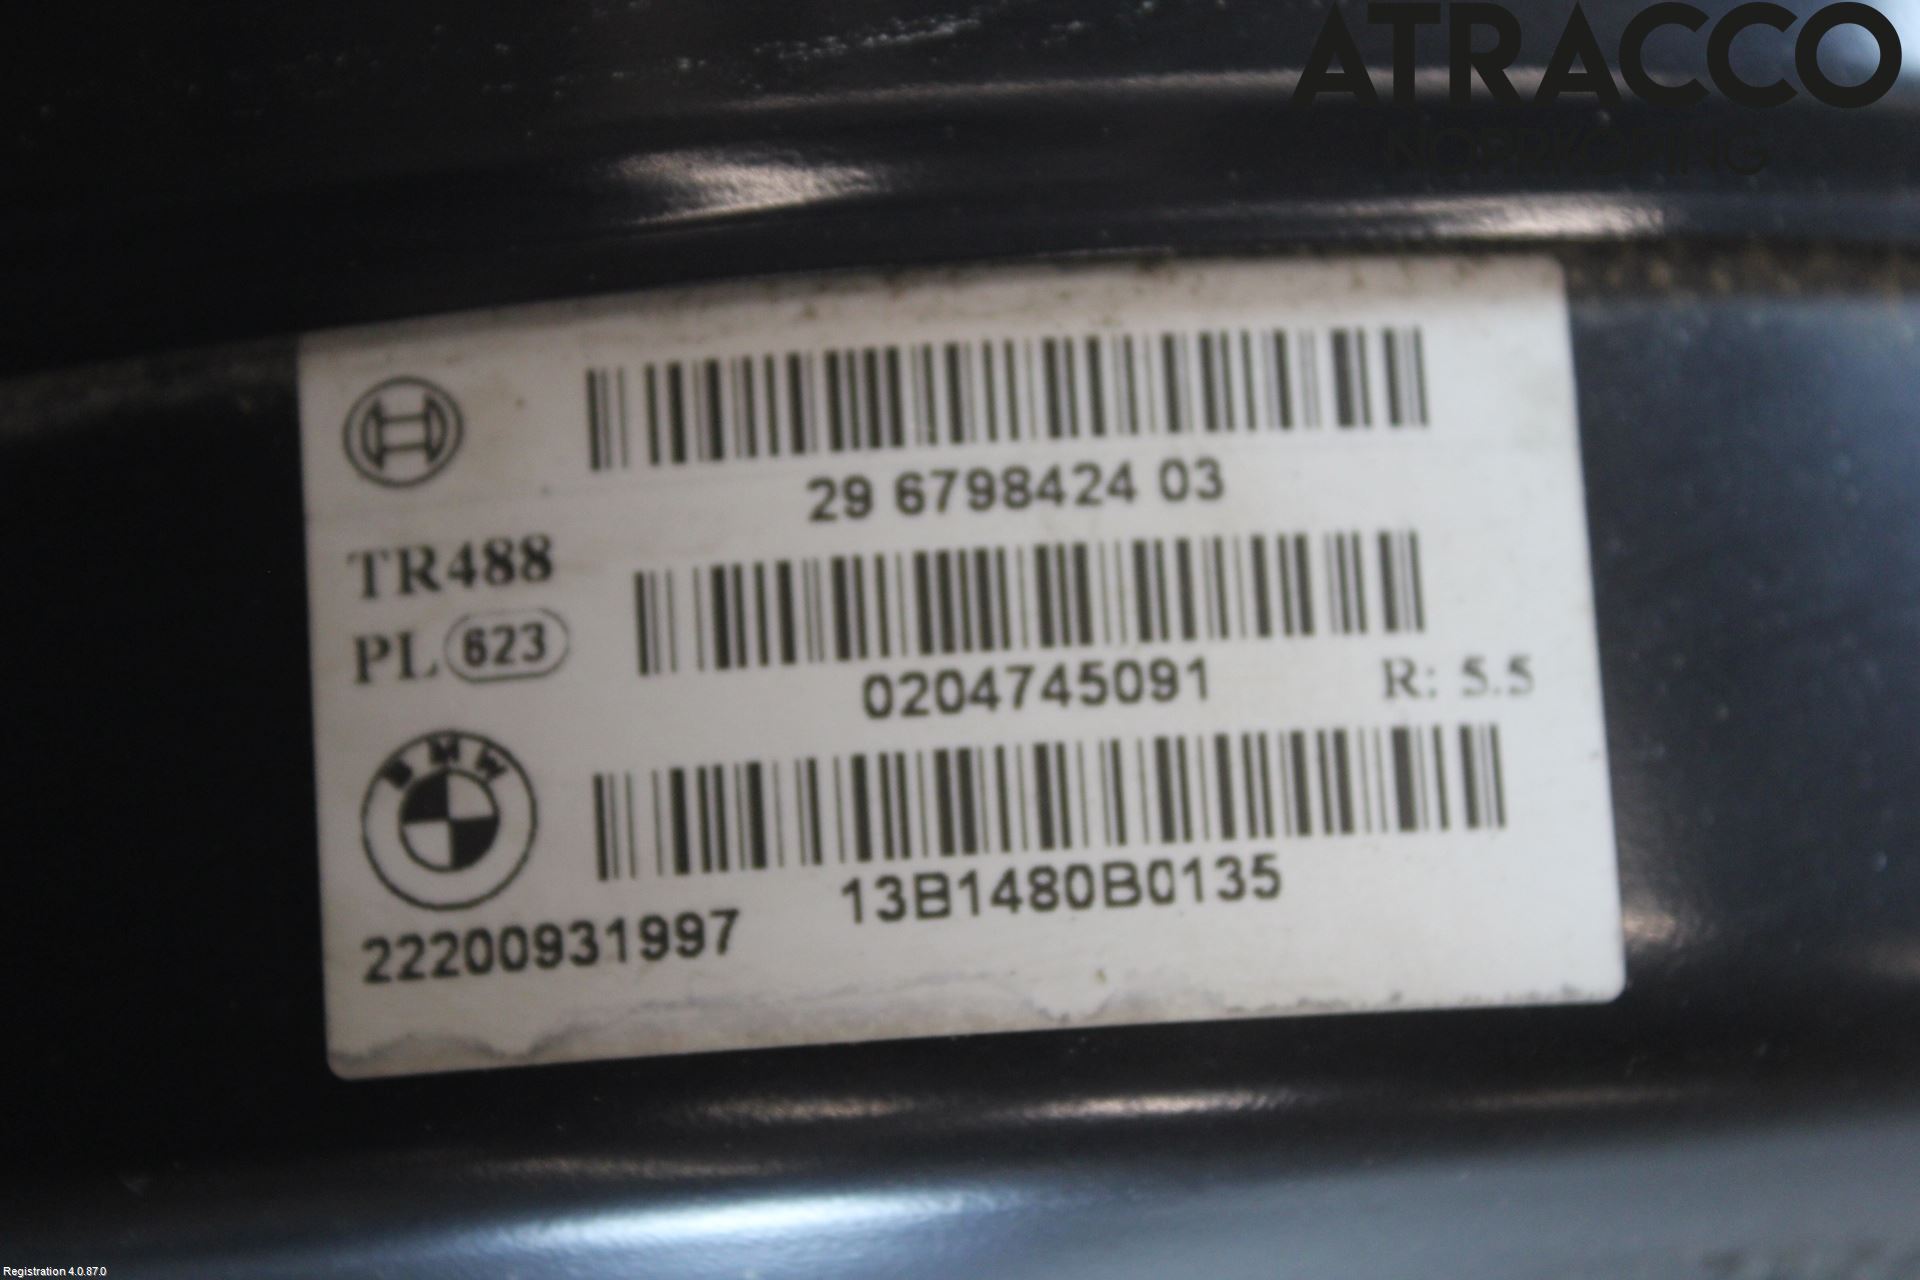 ATRACCO
NORRKÖPING
29 6798424 03
TR488
PL 623
0204745091
R: 5.5
BMW
13B1480B0135
22200931997
Registration 4.0.87.0